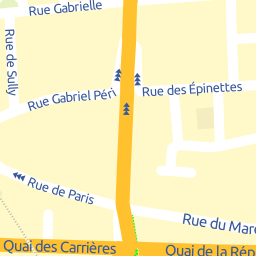 Rue Gabrielle
Rue de Sully
Rue des Épinettes
Rue Gabriel Péri
Rue de Paris
Rue du Mar
Quai des Carrières
Quai de la Rép